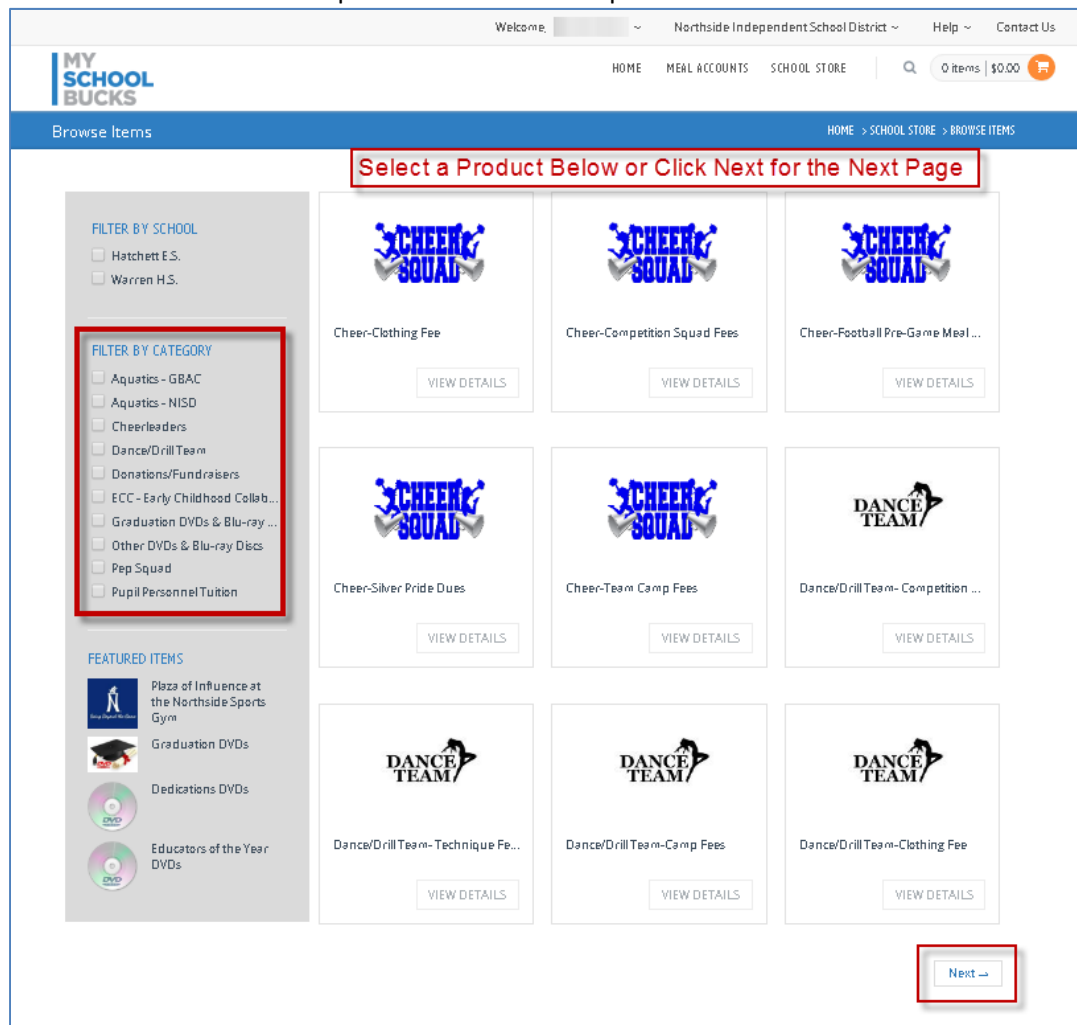 Welcome, ~ Northside Independent School District ~ Help ~ Contact Us
MY
SCHOOL
BUCKS
HOME MEAL ACCOUNTS SCHOOL STORE 0 items | $0.00
Browse Items HOME > SCHOOL STORE > BROWSE ITEMS
Select a Product Below or Click Next for the Next Page
FILTER BY SCHOOL
Hatchett E.S.
Warren H.S.
FILTER BY CATEGORY
Aquatics - GBAC
Aquatics - NISD
Cheerleaders
Dance/Drill Team
Donations/Fundraisers
ECC - Early Childhood Collab...
Graduation DVDs & Blu-ray ...
Other DVDs & Blu-ray Discs
Pep Squad
Pupil Personnel Tuition
FEATURED ITEMS
Plaza of Influence at
the Northside Sports
Gym
Graduation DVDs
Dedications DVDs
DVD
Educators of the Year
DVDs
DVD
CHEER CHEER CHEER
SQUAD SQUAD SQUAD
Cheer-Clothing Fee Cheer-Competition Squad Fees Cheer-Football Pre-Game Meal ...
VIEW DETAILS VIEW DETAILS VIEW DETAILS
CHEER CHEER DANCE
SQUAD SQUAD TEAM
Cheer-Silver Pride Dues Cheer-Team Camp Fees Dance/Drill Team- Competition ...
VIEW DETAILS VIEW DETAILS VIEW DETAILS
DANCE DANCE DANCE
TEAM TEAM TEAM
Dance/Drill Team- Technique Fe... Dance/Drill Team-Camp Fees Dance/Drill Team-Clothing Fee
VIEW DETAILS VIEW DETAILS VIEW DETAILS
Next →